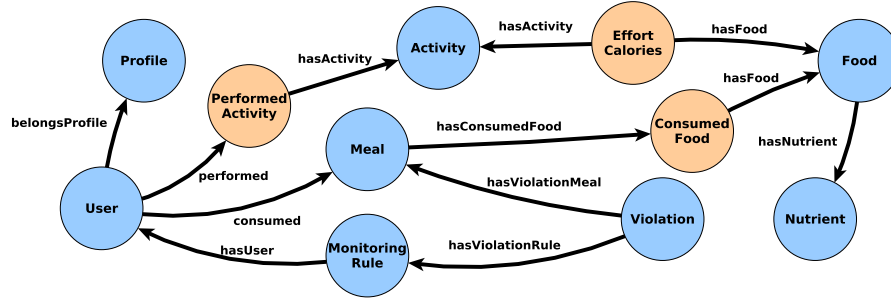 Effort
Calories
hasActivity
hasFood
Activity
Profile
hasActivity
Food
hasFood
Performed
Activity
belongsProfile
hasConsumedFood
Consumed
Food
hasNutrient
Meal
performed
hasViolationMeal
User
consumed
Violation
Nutrient
hasUser
Monitoring
Rule
hasViolationRule